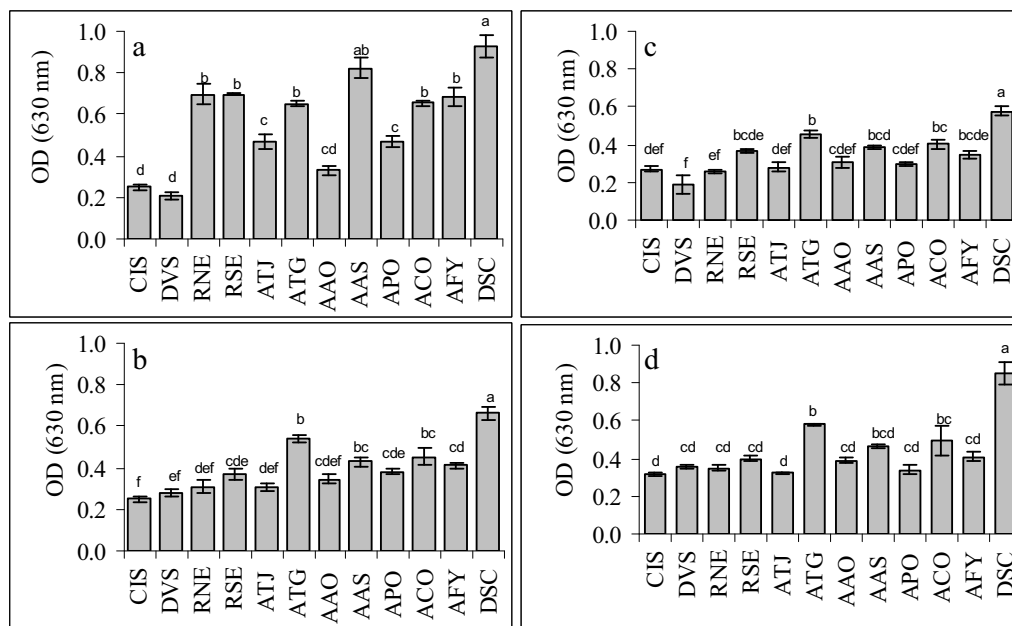 a
OD (630 nm)
1.0
0.8
0.6
0.4
0.2
0.0
d d b b c b cd ab c b b a
CIS DVS RNE RSE ATJ ATG AAO AAS APO ACO AFY DSC
c
OD (630 nm)
1.0
0.8
0.6
0.4
0.2
0.0
def f ef bcde def b cdef bcd cdef bc bcde a
CIS DVS RNE RSE ATJ ATG AAO AAS APO ACO AFY DSC
b
OD (630 nm)
1.0
0.8
0.6
0.4
0.2
0.0
f ef def cde def b cdef bc cde bc cd a
CIS DVS RNE RSE ATJ ATG AAO AAS APO ACO AFY DSC
d
OD (630 nm)
1.0
0.8
0.6
0.4
0.2
0.0
d cd cd cd d b cd bcd cd bc cd a
CIS DVS RNE RSE ATJ ATG AAO AAS APO ACO AFY DSC